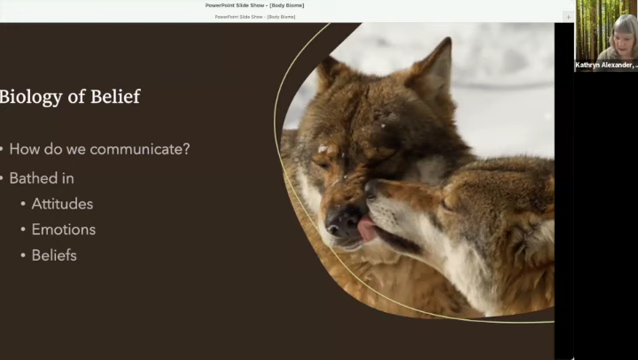 PowerPoint Slide Show - [Body Biome]
PowerPoint Slide Show - [Body Biome]
+
Kathryn Alexander, ..
Biology of Belief
• How do we communicate?
• Bathed in
• Attitudes
• Emotions
• Beliefs